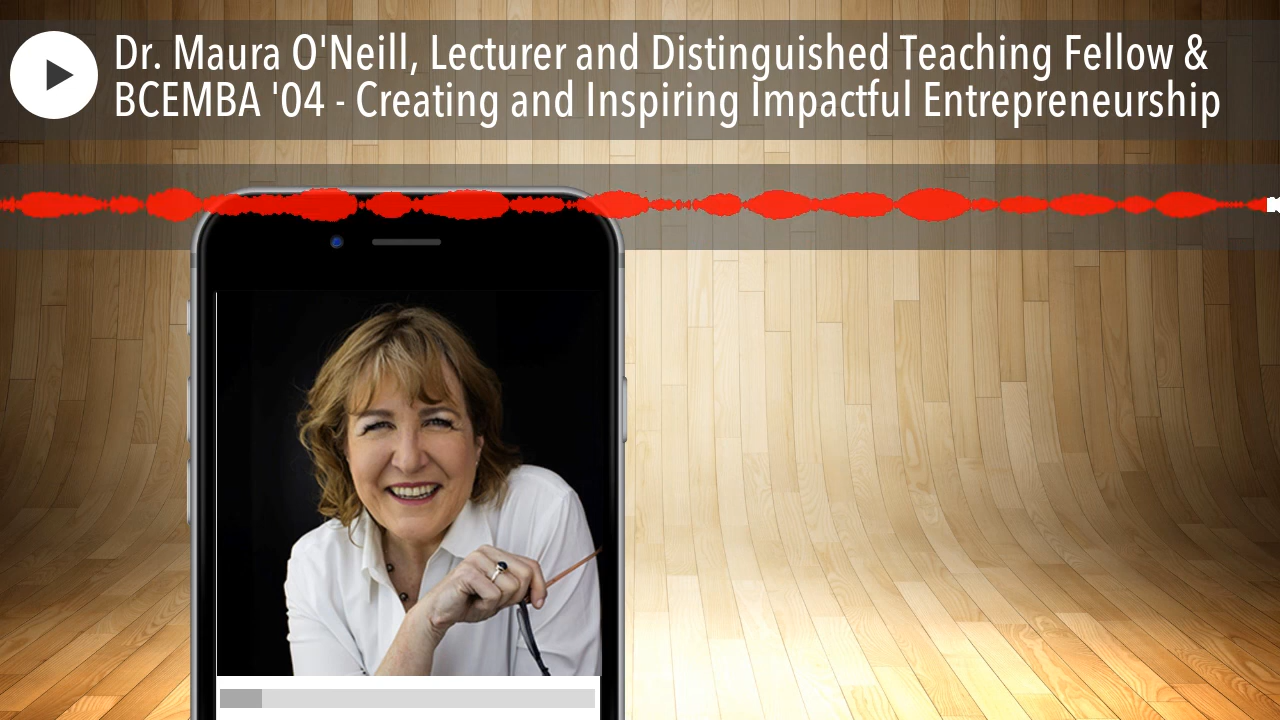 Dr. Maura O'Neill, Lecturer and Distinguished Teaching Fellow &
BCEMBA '04 - Creating and Inspiring Impactful Entrepreneurship